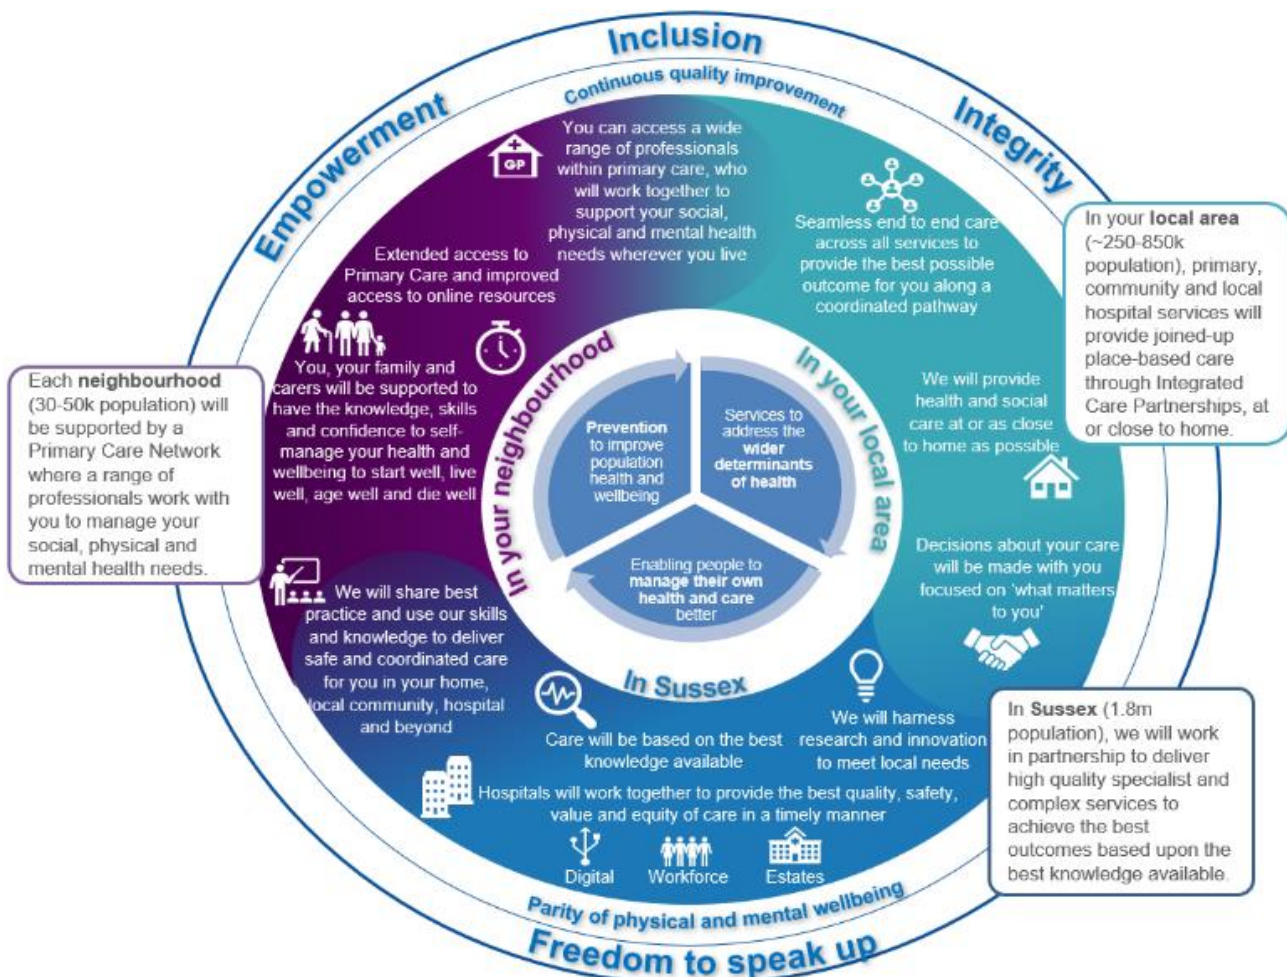 Inclusion
Continuous quality improvement
Empowerment
Integrity
GP
You can access a wide
range of professionals
within primary care, who
will work together to
support your social,
physical and mental health
needs wherever you live
Extended access to
Primary Care and improved
access to online resources
You, your family and
carers will be supported to
have the knowledge, skills
and confidence to self-
manage your health and
wellbeing to start well, live
well, age well and die well
Each neighbourhood
(30-50k population) will
be supported by a
Primary Care Network
where a range of
professionals work with
you to manage your
social, physical and
mental health needs.
Seamless end to end care
across all services to
provide the best possible
outcome for you along a
coordinated pathway
In your local area
(~250-850k
population), primary,
community and local
hospital services will
provide joined-up
place-based care
through Integrated
Care Partnerships, at
or close to home.
We will provide
health and social
care at or as close
to home as possible
Decisions about your care
will be made with you
focused on 'what matters
to you'
In your neighbourhood
In your local area
In Sussex
Prevention
to improve
population
health and
wellbeing
Services to
address the
wider
determinants
of health
Enabling people to
manage their own
health and care
better
We will share best
practice and use our skills
and knowledge to deliver
safe and coordinated care
for you in your home,
local community, hospital
and beyond
Care will be based on the best
knowledge available
We will harness
research and innovation
to meet local needs
In Sussex (1.8m
population), we will work
in partnership to deliver
high quality specialist and
complex services to
achieve the best
outcomes based upon the
best knowledge available.
Hospitals will work together to provide the best quality, safety,
value and equity of care in a timely manner
Digital
Workforce
Estates
Parity of physical and mental wellbeing
Freedom to speak up